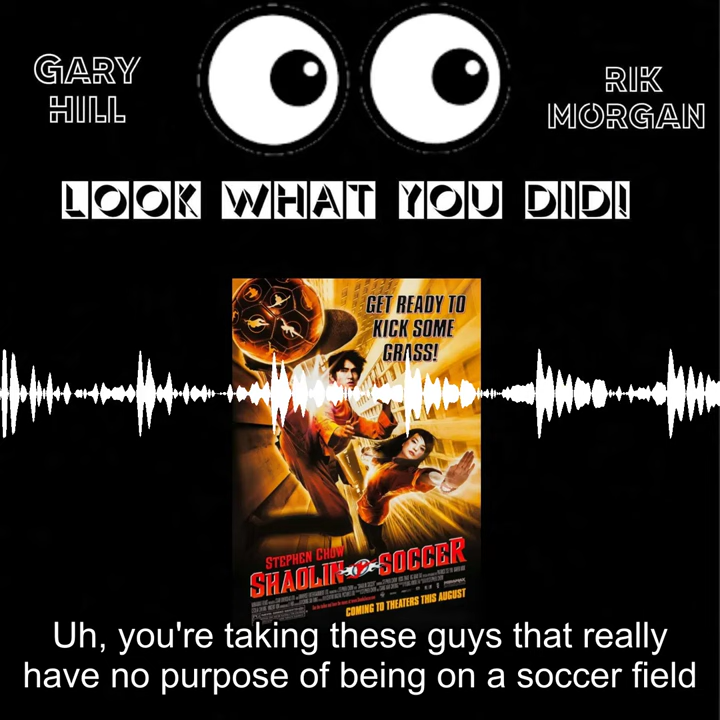 GARY
HILL
RIK
MORGAN
LOOK WHAT YOU DID!
GET READY TO
KICK SOME
GRASS!
STEPHEN CHOW
SHAOLIN SOCCER
COMING TO THEATERS THIS AUGUST
Uh, you're taking these guys that really
have no purpose of being on a soccer field